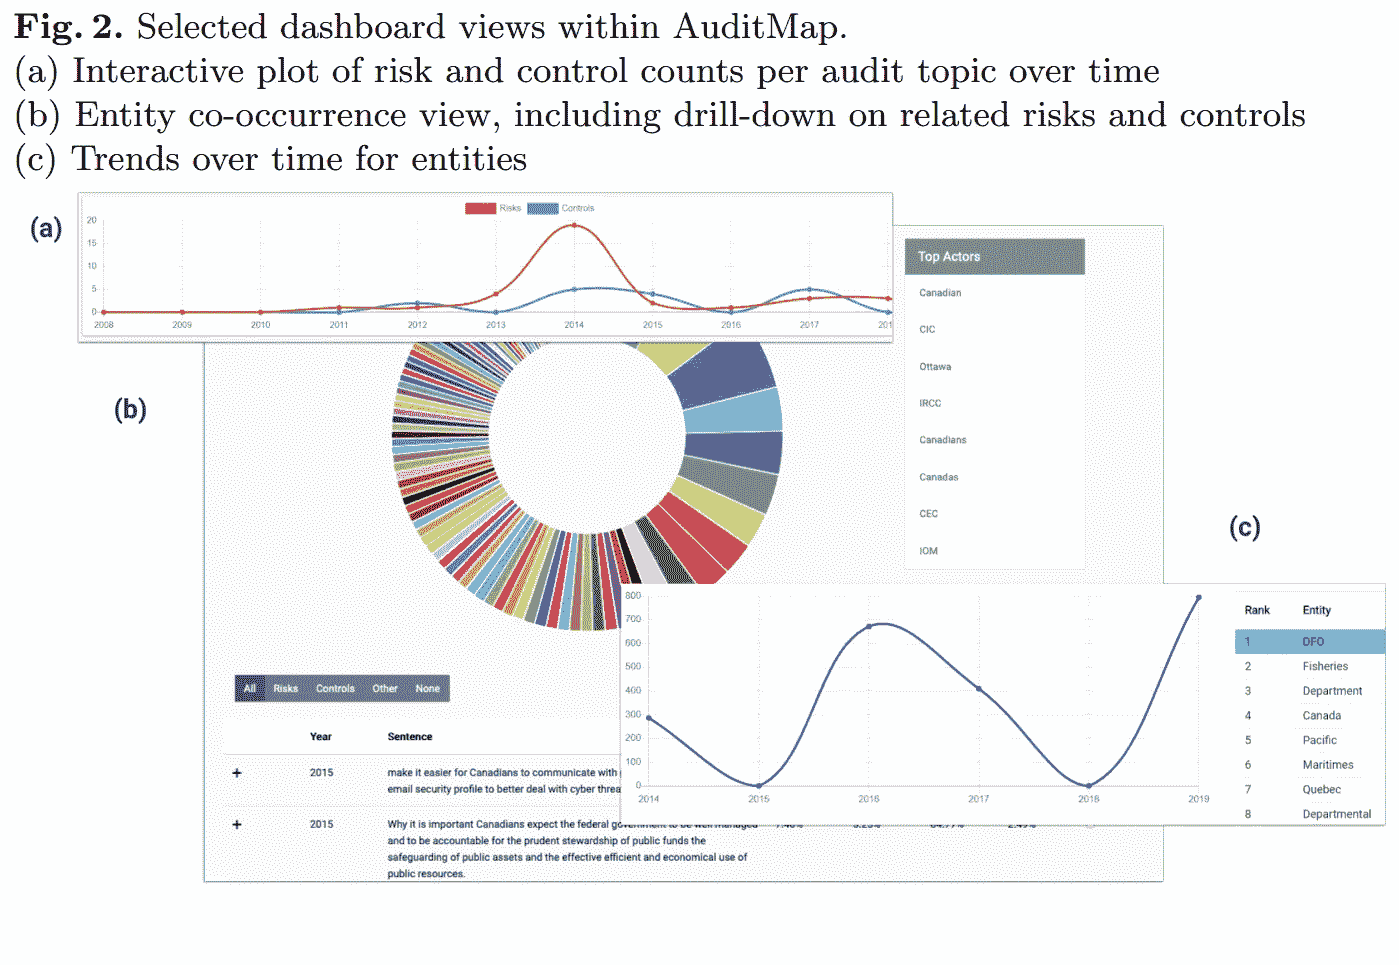 Fig. 2. Selected dashboard views within AuditMap.
(a) Interactive plot of risk and control counts per audit topic over time
(b) Entity co-occurrence view, including drill-down on related risks and controls
(c) Trends over time for entities
(a)
Risks Controls
20
15
10
5
0
2008 2009 2010 2011 2012 2013 2014 2015 2016 2017 201
Top Actors
Canadian
CIC
Ottawa
IRCC
Canadians
Canadas
CEC
IOM
(b)
All Risks Controls Other None
Year Sentence
+ 2015 make it easier for Canadians to communicate with
email security profile to better deal with cyber threa
+ 2015 Why it is important Canadians expect the federal
and to be accountable for the prudent stewardship of public funds the
safeguarding of public assets and the effective efficient and economical use of
public resources.
(c)
800
700
600
500
400
300
200
100
0
2014 2015 2016 2017 2018 2019
Rank Entity
1 DFO
2 Fisheries
3 Department
4 Canada
5 Pacific
6 Maritimes
7 Quebec
8 Departmental